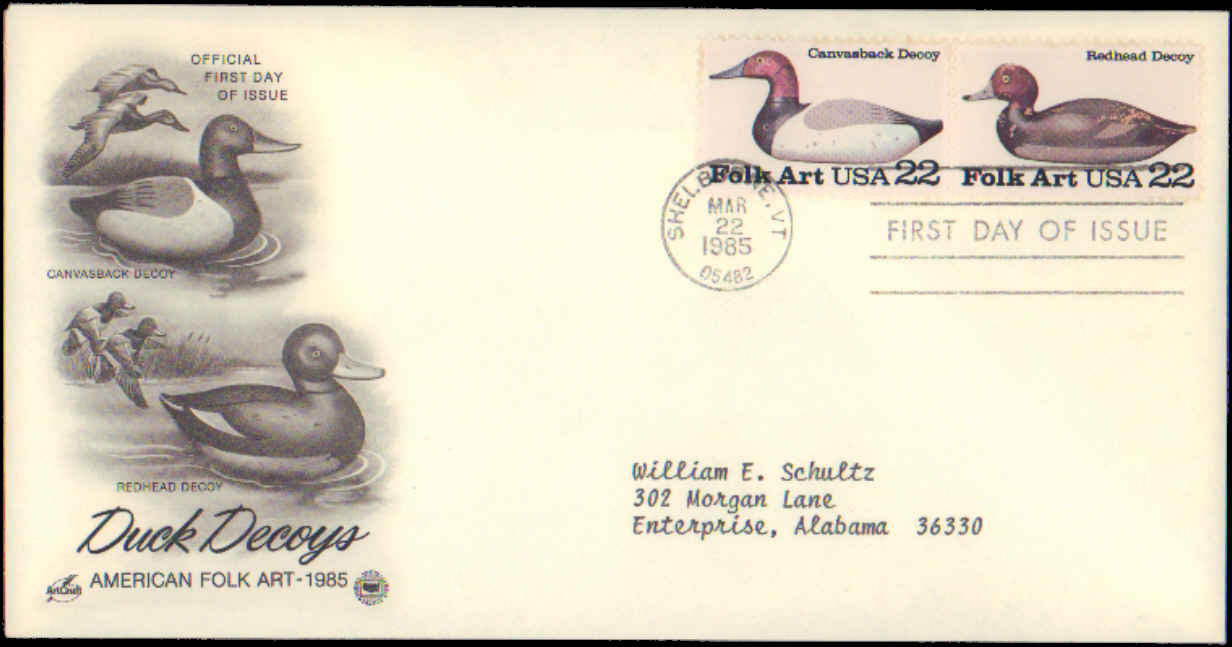 OFFICIAL
FIRST DAY
OF ISSUE
CANVASBACK DECOY
REDHEAD DECOY
Duck Decoys
AMERICAN FOLK ART-1985
ArtCraft
Canvasback Decoy
Folk Art USA 22
Redhead Decoy
Folk Art USA 22
SHELBURNE, VT
MAR
22
1985
05482
FIRST DAY OF ISSUE
William E. Schultz
302 Morgan Lane
Enterprise, Alabama 36330